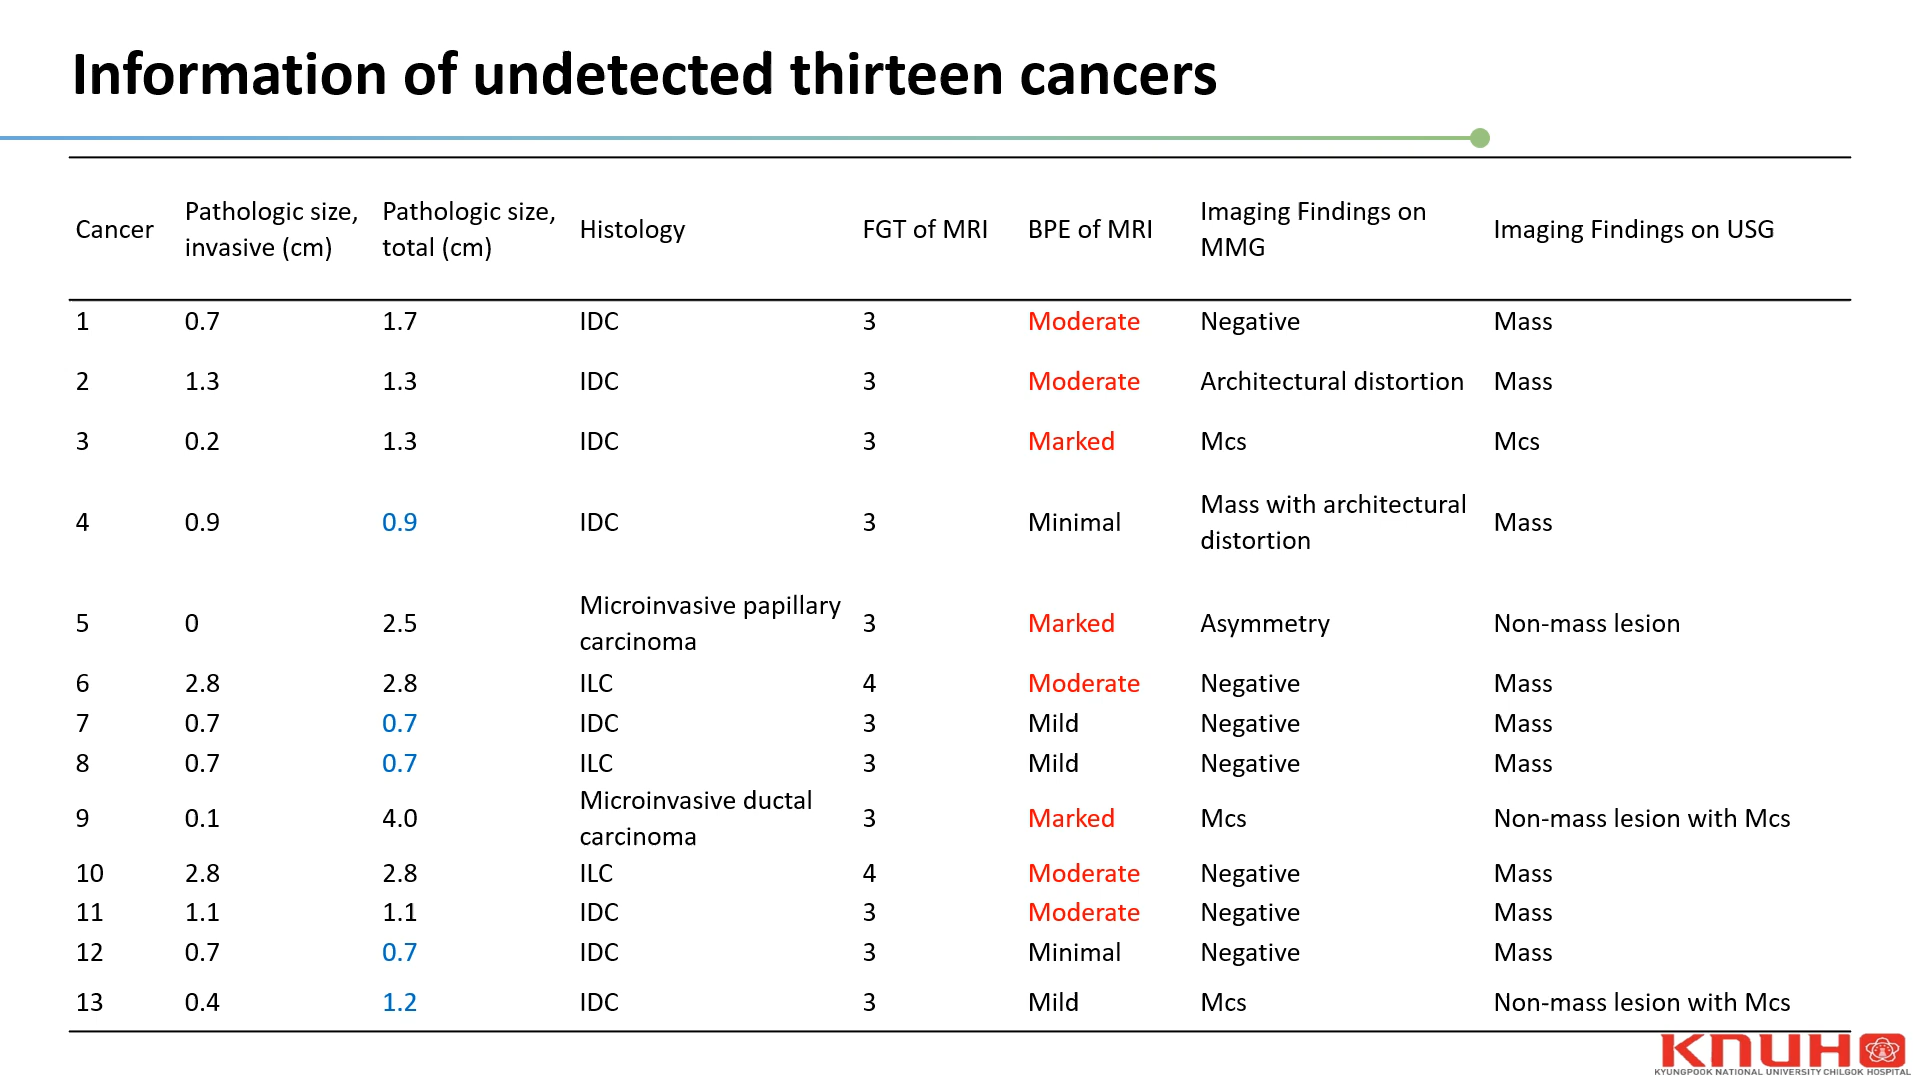 Information of undetected thirteen cancers
Cancer Pathologic size, invasive (cm) Pathologic size, total (cm) Histology FGT of MRI BPE of MRI Imaging Findings on MMG Imaging Findings on USG
1 0.7 1.7 IDC 3 Moderate Negative Mass
2 1.3 1.3 IDC 3 Moderate Architectural distortion Mass
3 0.2 1.3 IDC 3 Marked Mcs Mcs
4 0.9 0.9 IDC 3 Minimal Mass with architectural distortion Mass
5 0 2.5 Microinvasive papillary carcinoma 3 Marked Asymmetry Non-mass lesion
6 2.8 2.8 ILC 4 Moderate Negative Mass
7 0.7 0.7 IDC 3 Mild Negative Mass
8 0.7 0.7 ILC 3 Mild Negative Mass
9 0.1 4.0 Microinvasive ductal carcinoma 3 Marked Mcs Non-mass lesion with Mcs
10 2.8 2.8 ILC 4 Moderate Negative Mass
11 1.1 1.1 IDC 3 Moderate Negative Mass
12 0.7 0.7 IDC 3 Minimal Negative Mass
13 0.4 1.2 IDC 3 Mild Mcs Non-mass lesion with Mcs
KNUH
KYUNGPOOK NATIONAL UNIVERSITY CHILGOK HOSPITAL